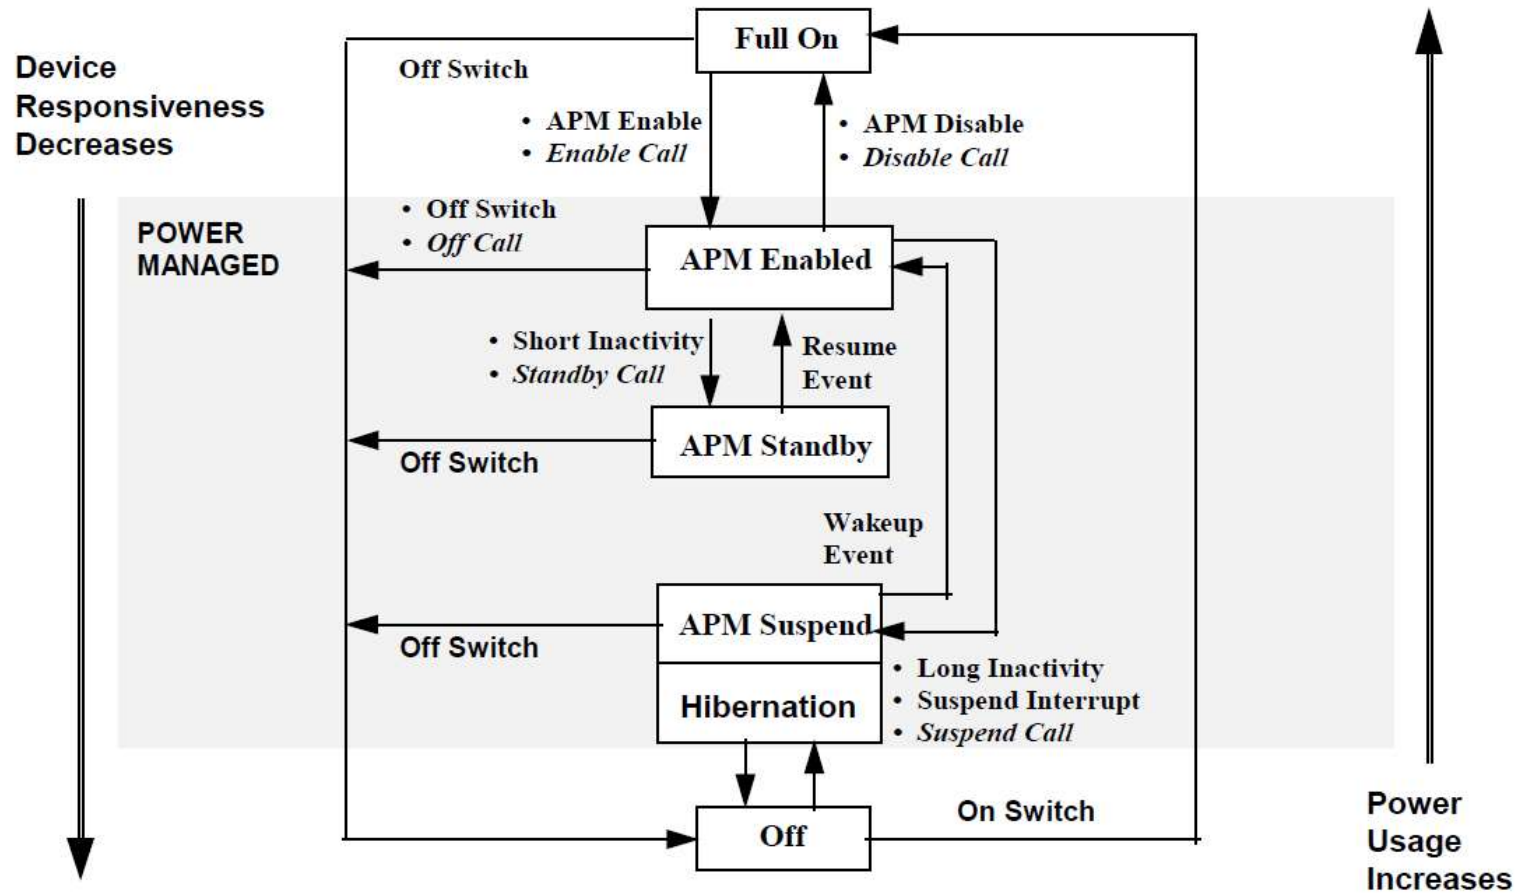 Full On
Device
Responsiveness
Decreases
Off Switch
• APM Enable
• Enable Call
• APM Disable
• Disable Call
POWER
MANAGED
• Off Switch
• Off Call
APM Enabled
• Short Inactivity
• Standby Call
Resume
Event
APM Standby
Off Switch
Wakeup
Event
APM Suspend
Off Switch
• Long Inactivity
• Suspend Interrupt
• Suspend Call
Hibernation
Off
On Switch
Power
Usage
Increases